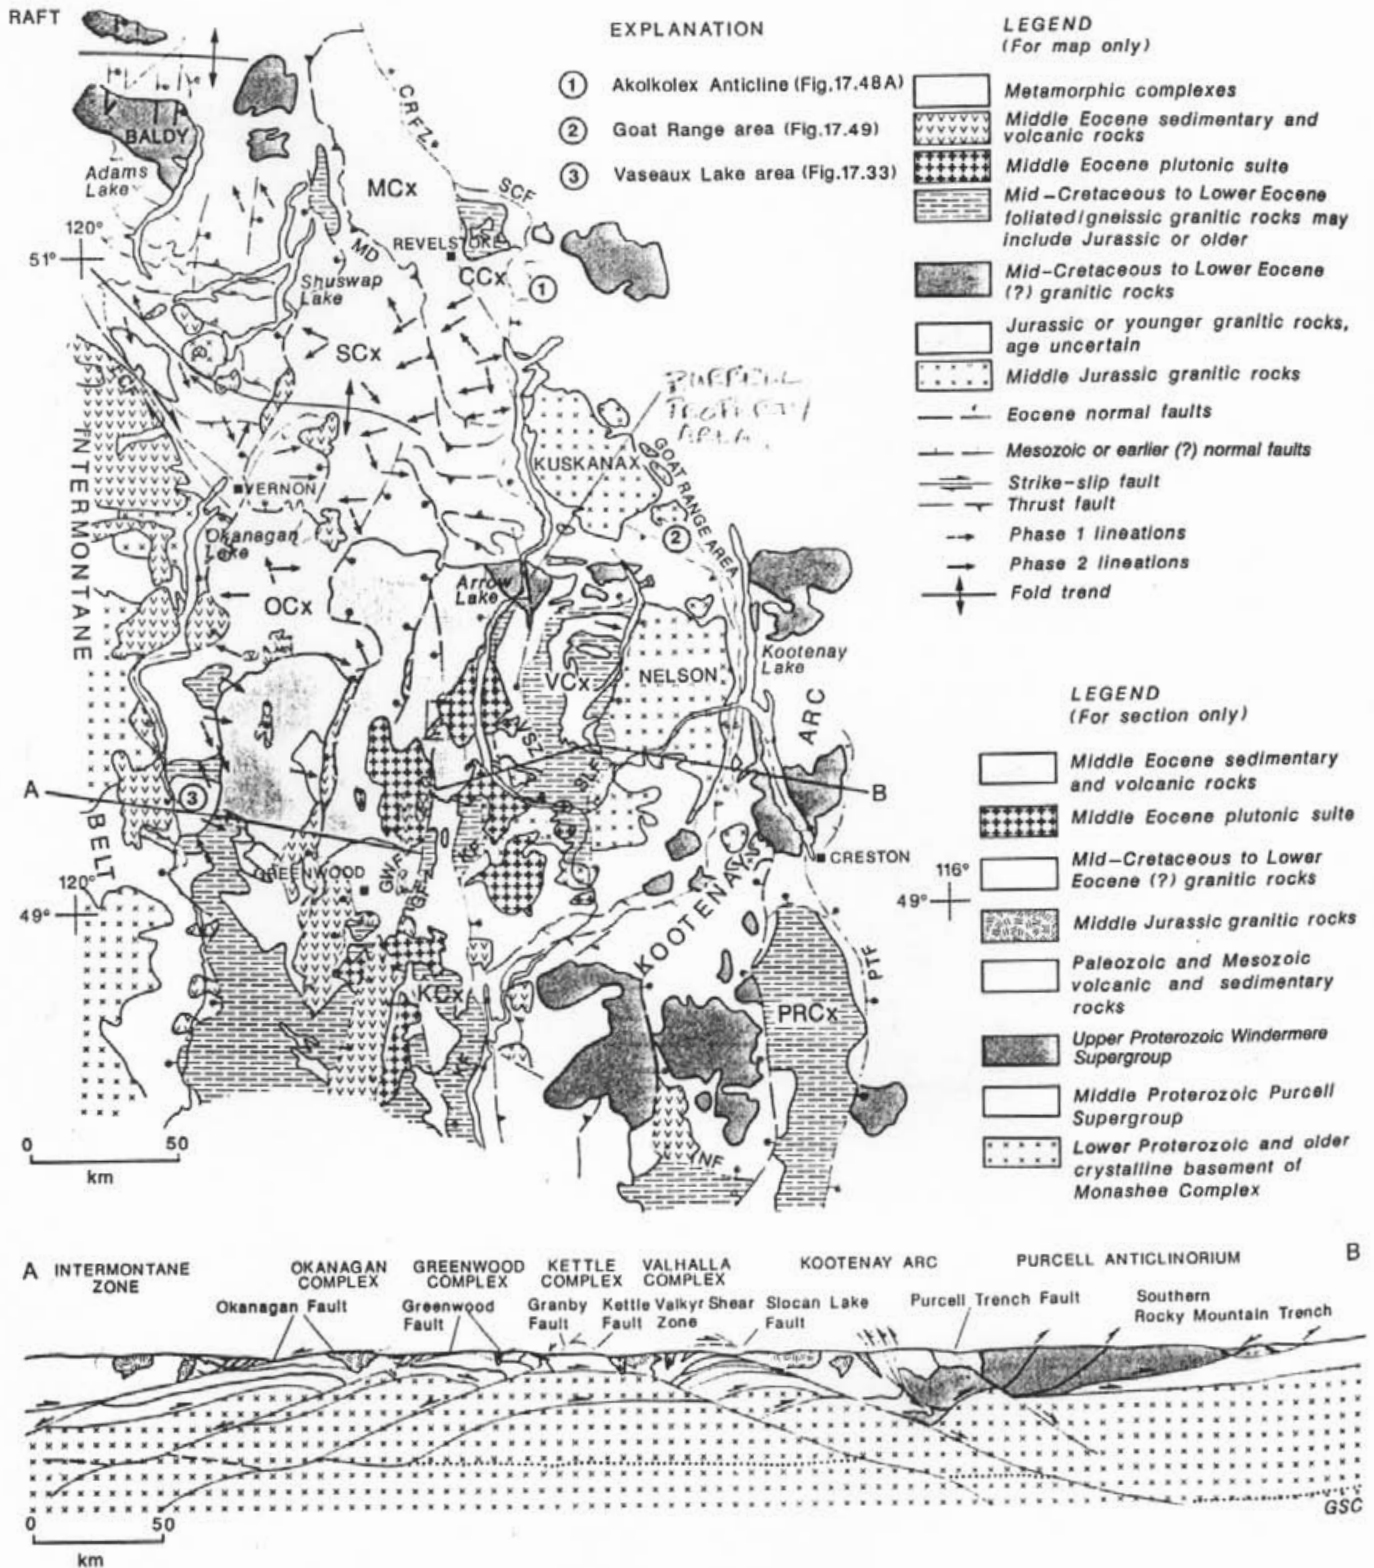 RAFT
EXPLANATION
1 Akolkolex Anticline (Fig.17.48A)
2 Goat Range area (Fig.17.49)
3 Vaseaux Lake area (Fig.17.33)
LEGEND
(For map only)
Metamorphic complexes
Middle Eocene sedimentary and
volcanic rocks
Middle Eocene plutonic suite
Mid-Cretaceous to Lower Eocene
foliated/gneissic granitic rocks may
include Jurassic or older
Mid-Cretaceous to Lower Eocene
(?) granitic rocks
Jurassic or younger granitic rocks,
age uncertain
Middle Jurassic granitic rocks
Eocene normal faults
Mesozoic or earlier (?) normal faults
Strike-slip fault
Thrust fault
Phase 1 lineations
Phase 2 lineations
Fold trend
BALDY
Adams
Lake
120°
51°
CRFZ
MCx
SCF
REVELSTOKE
MD
CCx
1
Shuswap
Lake
SCx
PURCELL
PROPERTY
AREA
INTERMONTANE
BELT
KUSKANAX
GOAT RANGE AREA
2
VERNON
Okanagan
Lake
OCx
Arrow
Lake
VCx
NELSON
Kootenay
Lake
ARC
VSZ
SLF
A
3
B
GREENWOOD
GWF
GF
KF
CRESTON
120°
49°
116°
49°
KOOTENAY
PTF
KCx
KF
PRCx
NF
0 50
km
LEGEND
(For section only)
Middle Eocene sedimentary
and volcanic rocks
Middle Eocene plutonic suite
Mid-Cretaceous to Lower
Eocene (?) granitic rocks
Middle Jurassic granitic rocks
Paleozoic and Mesozoic
volcanic and sedimentary
rocks
Upper Proterozoic Windermere
Supergroup
Middle Proterozoic Purcell
Supergroup
Lower Proterozoic and older
crystalline basement of
Monashee Complex
A
INTERMONTANE
ZONE
OKANAGAN
COMPLEX
GREENWOOD
COMPLEX
KETTLE
COMPLEX
VALHALLA
COMPLEX
KOOTENAY ARC
PURCELL ANTICLINORIUM
B
Okanagan Fault
Greenwood
Fault
Granby
Fault
Kettle
Fault
Valkyr Shear
Zone
Slocan Lake
Fault
Purcell Trench Fault
Southern
Rocky Mountain Trench
GSC
0 50
km